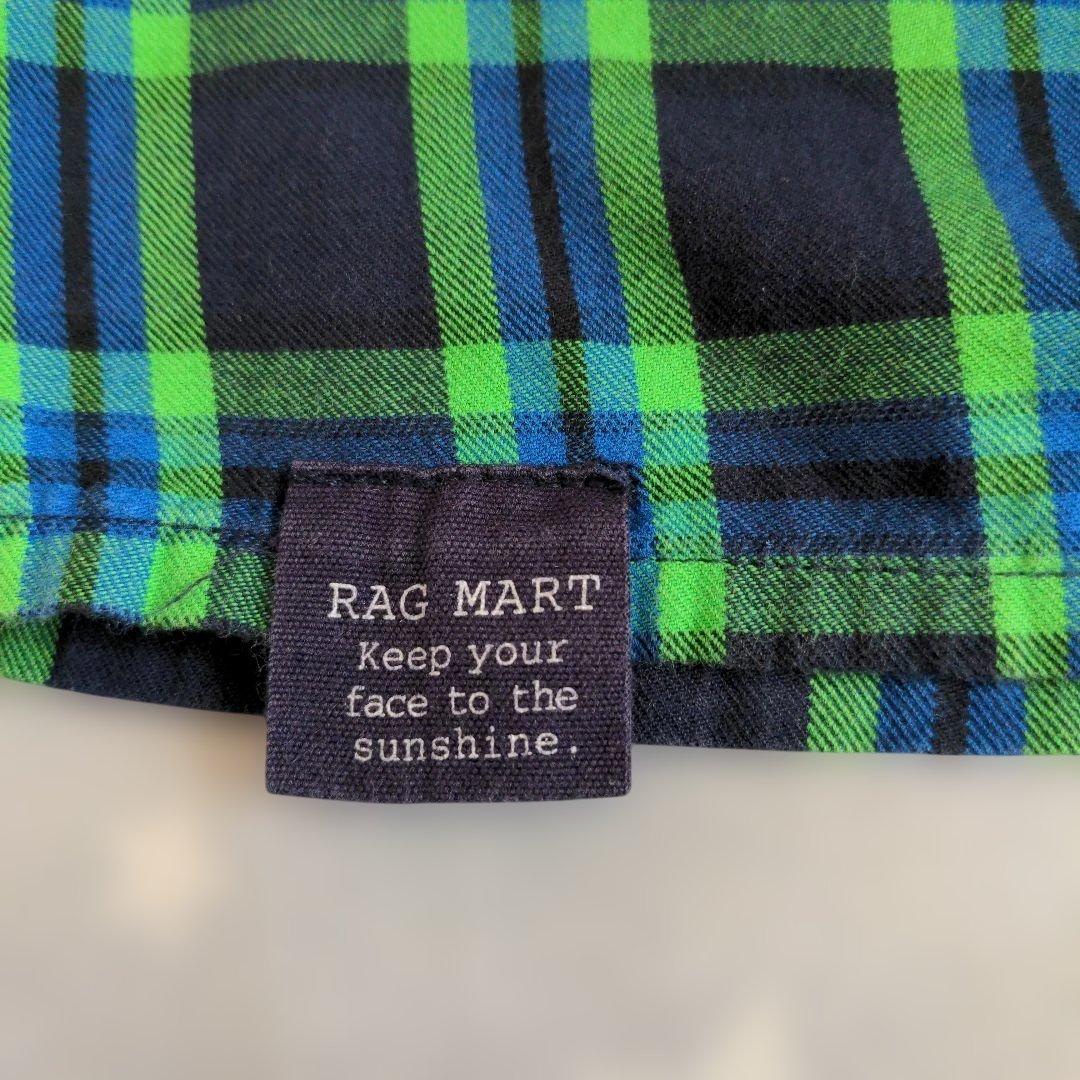 RAG MART
Keep your
face to the
sunshine.